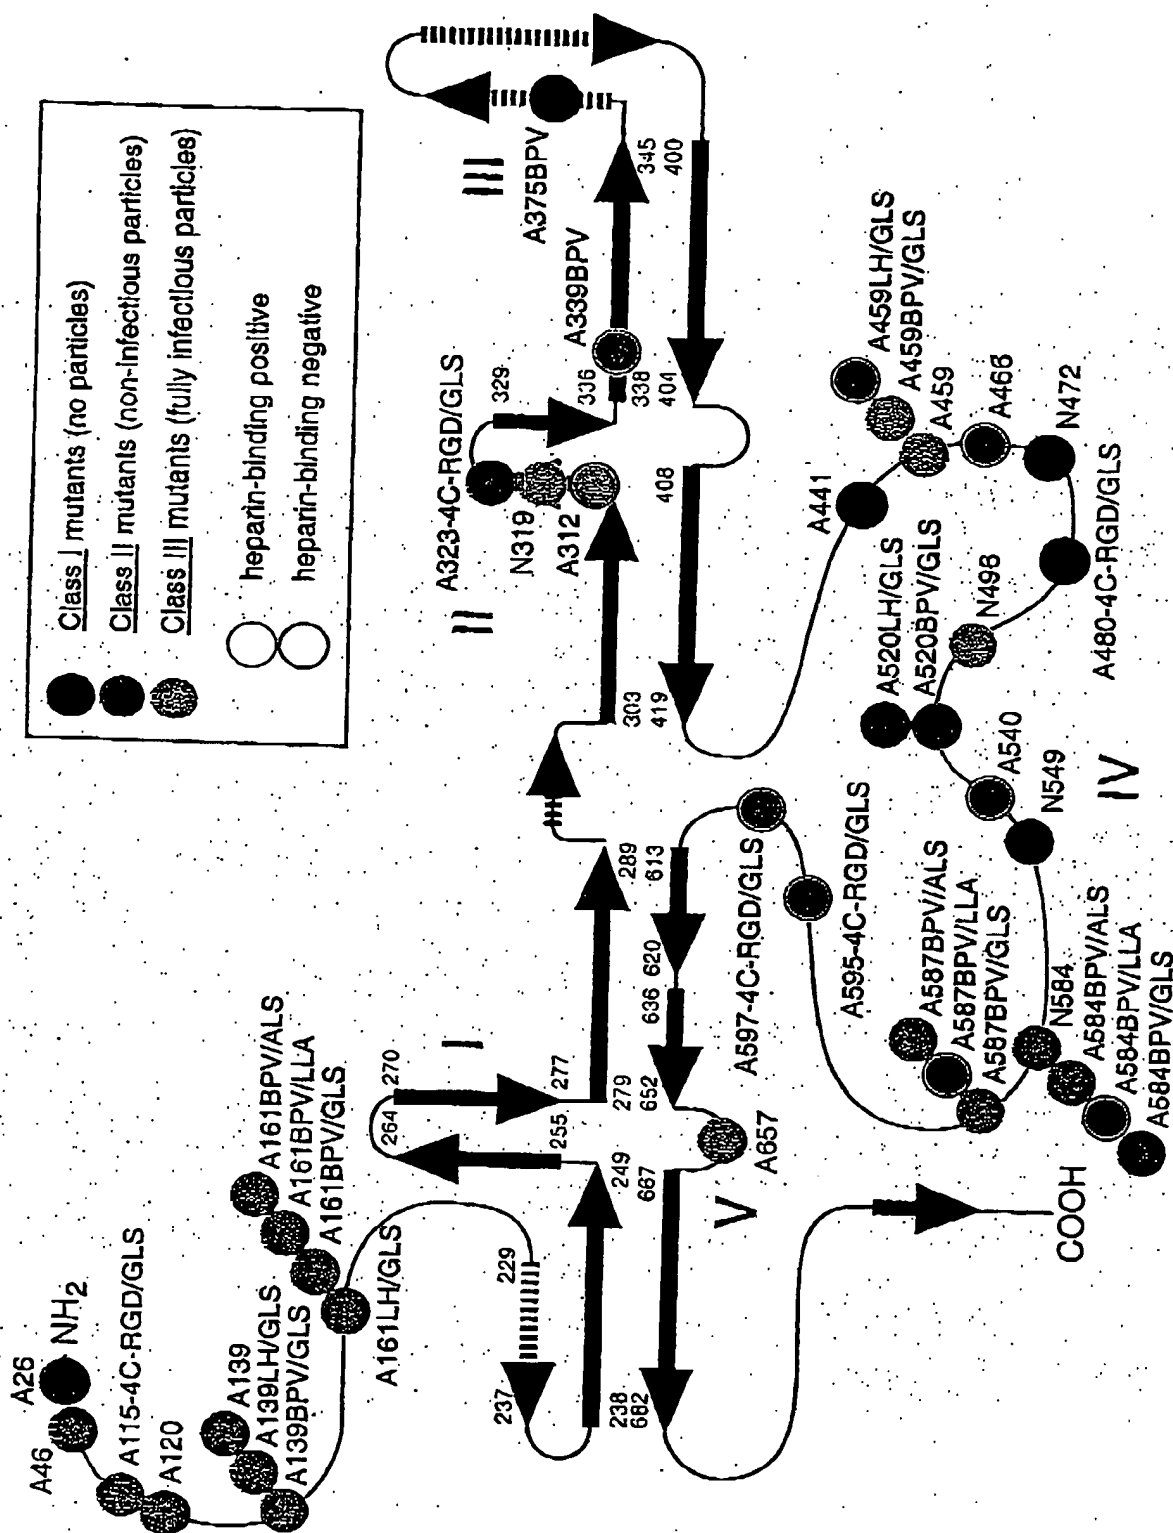 Class I mutants (no particles)
Class II mutants (non-infectious particles)
Class III mutants (fully infectious particles)
heparin-binding positive
heparin-binding negative
A26
NH2
A46
A115-4C-RGD/GLS
A120
A139
A139LH/GLS
A139BPV/GLS
A161BPV/ALS
A161BPV/LLA
A161BPV/GLS
A161LH/GLS
I
264
270
229
237
255
277
249
279
289
238
682
667
652
636
620
613
V
A657
COOH
II
A323-4C-RGD/GLS
N319
A312
329
336
303
419
408
338
404
A339BPV
III
A375BPV
345
400
A441
A459LH/GLS
A459BPV/GLS
A459
A466
N472
A480-4C-RGD/GLS
N498
A520LH/GLS
A520BPV/GLS
A540
N549
IV
A597-4C-RGD/GLS
A595-4C-RGD/GLS
A587BPV/ALS
A587BPV/LLA
A587BPV/GLS
N584
A584BPV/ALS
A584BPV/LLA
A584BPV/GLS